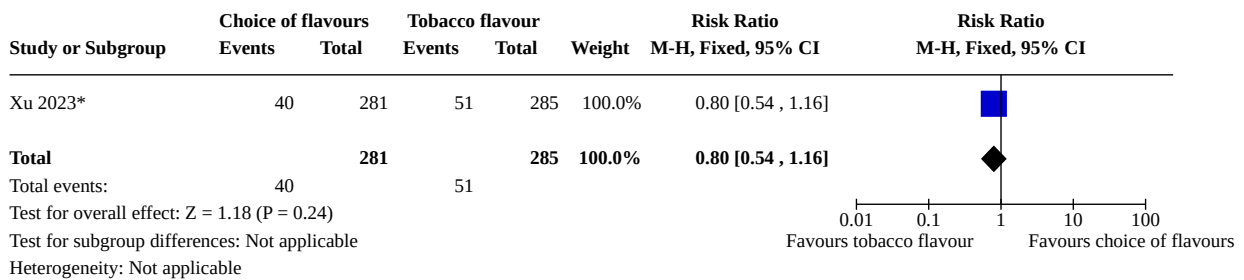 Choice of flavours Tobacco flavour Risk Ratio Risk Ratio
Study or Subgroup Events Total Events Total Weight M-H, Fixed, 95% CI M-H, Fixed, 95% CI
Xu 2023* 40 281 51 285 100.0% 0.80 [0.54 , 1.16]
Total 281 285 100.0% 0.80 [0.54 , 1.16]
Total events: 40 51
Test for overall effect: Z = 1.18 (P = 0.24)
0.01 0.1 1 10 100
Test for subgroup differences: Not applicable Favours tobacco flavour Favours choice of flavours
Heterogeneity: Not applicable